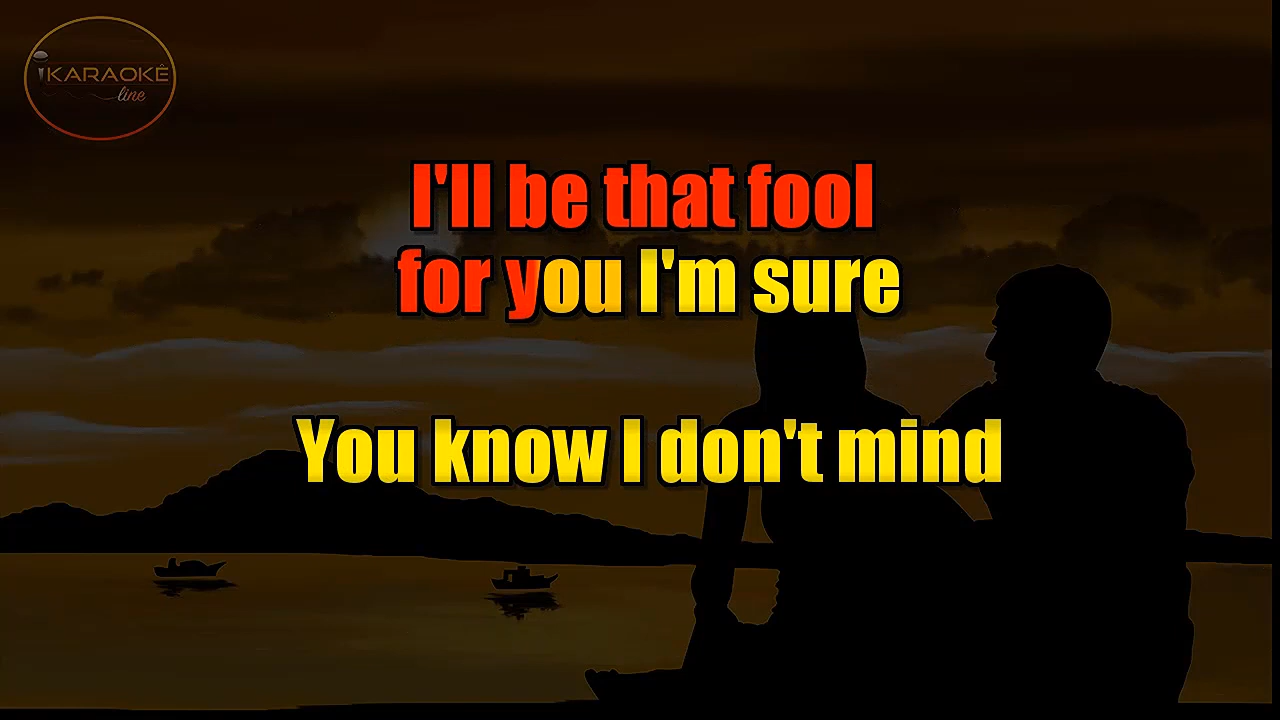 KARAOKÊ
line
I'll be that fool
for you I'm sure
You know I don't mind